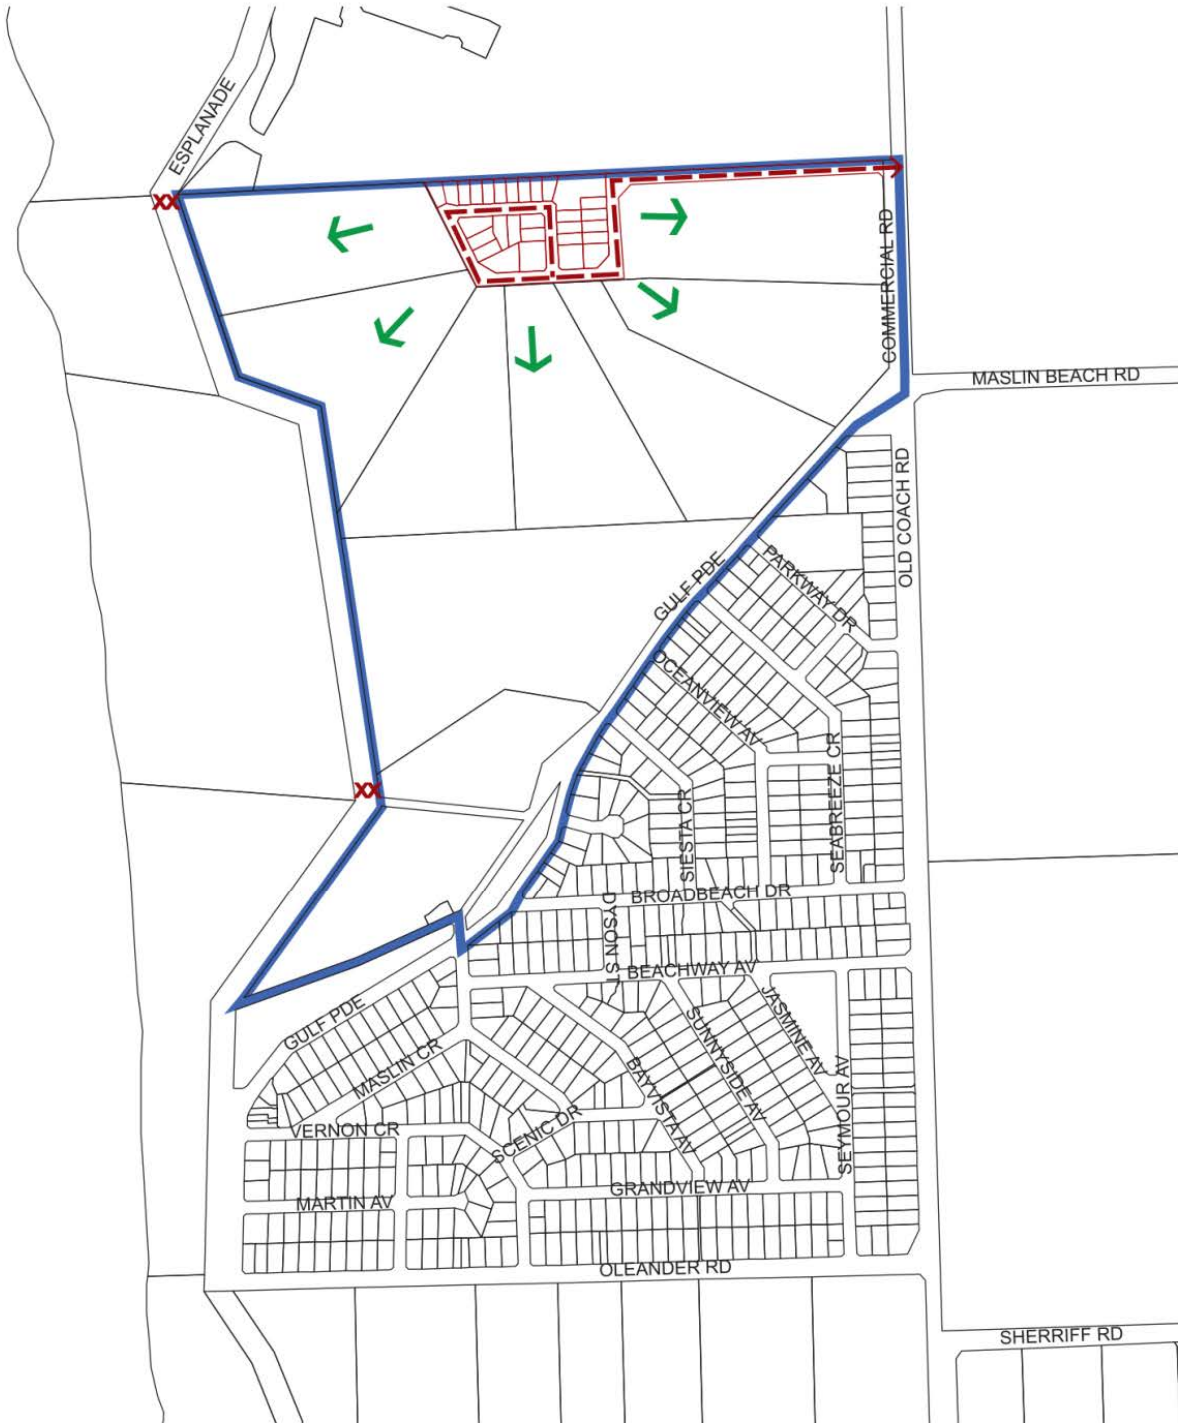 ESPLANADE
XX
COMMERCIAL RD
MASLIN BEACH RD
OLD COACH RD
GULF PDE
PARKWAY DR
OCEANVIEW AV
SEABREEZE CR
XX
SIESTA CR
BROADBEACH DR
DYSON ST
BEACHWAY AV
GULF PDE
JASMINE AV
SUNNYSIDE AV
MASLIN CR
BAYVISTA AV
SEYMOUR AV
VERNON CR
SCENIC DR
GRANDVIEW AV
MARTIN AV
OLEANDER RD
SHERRIFF RD